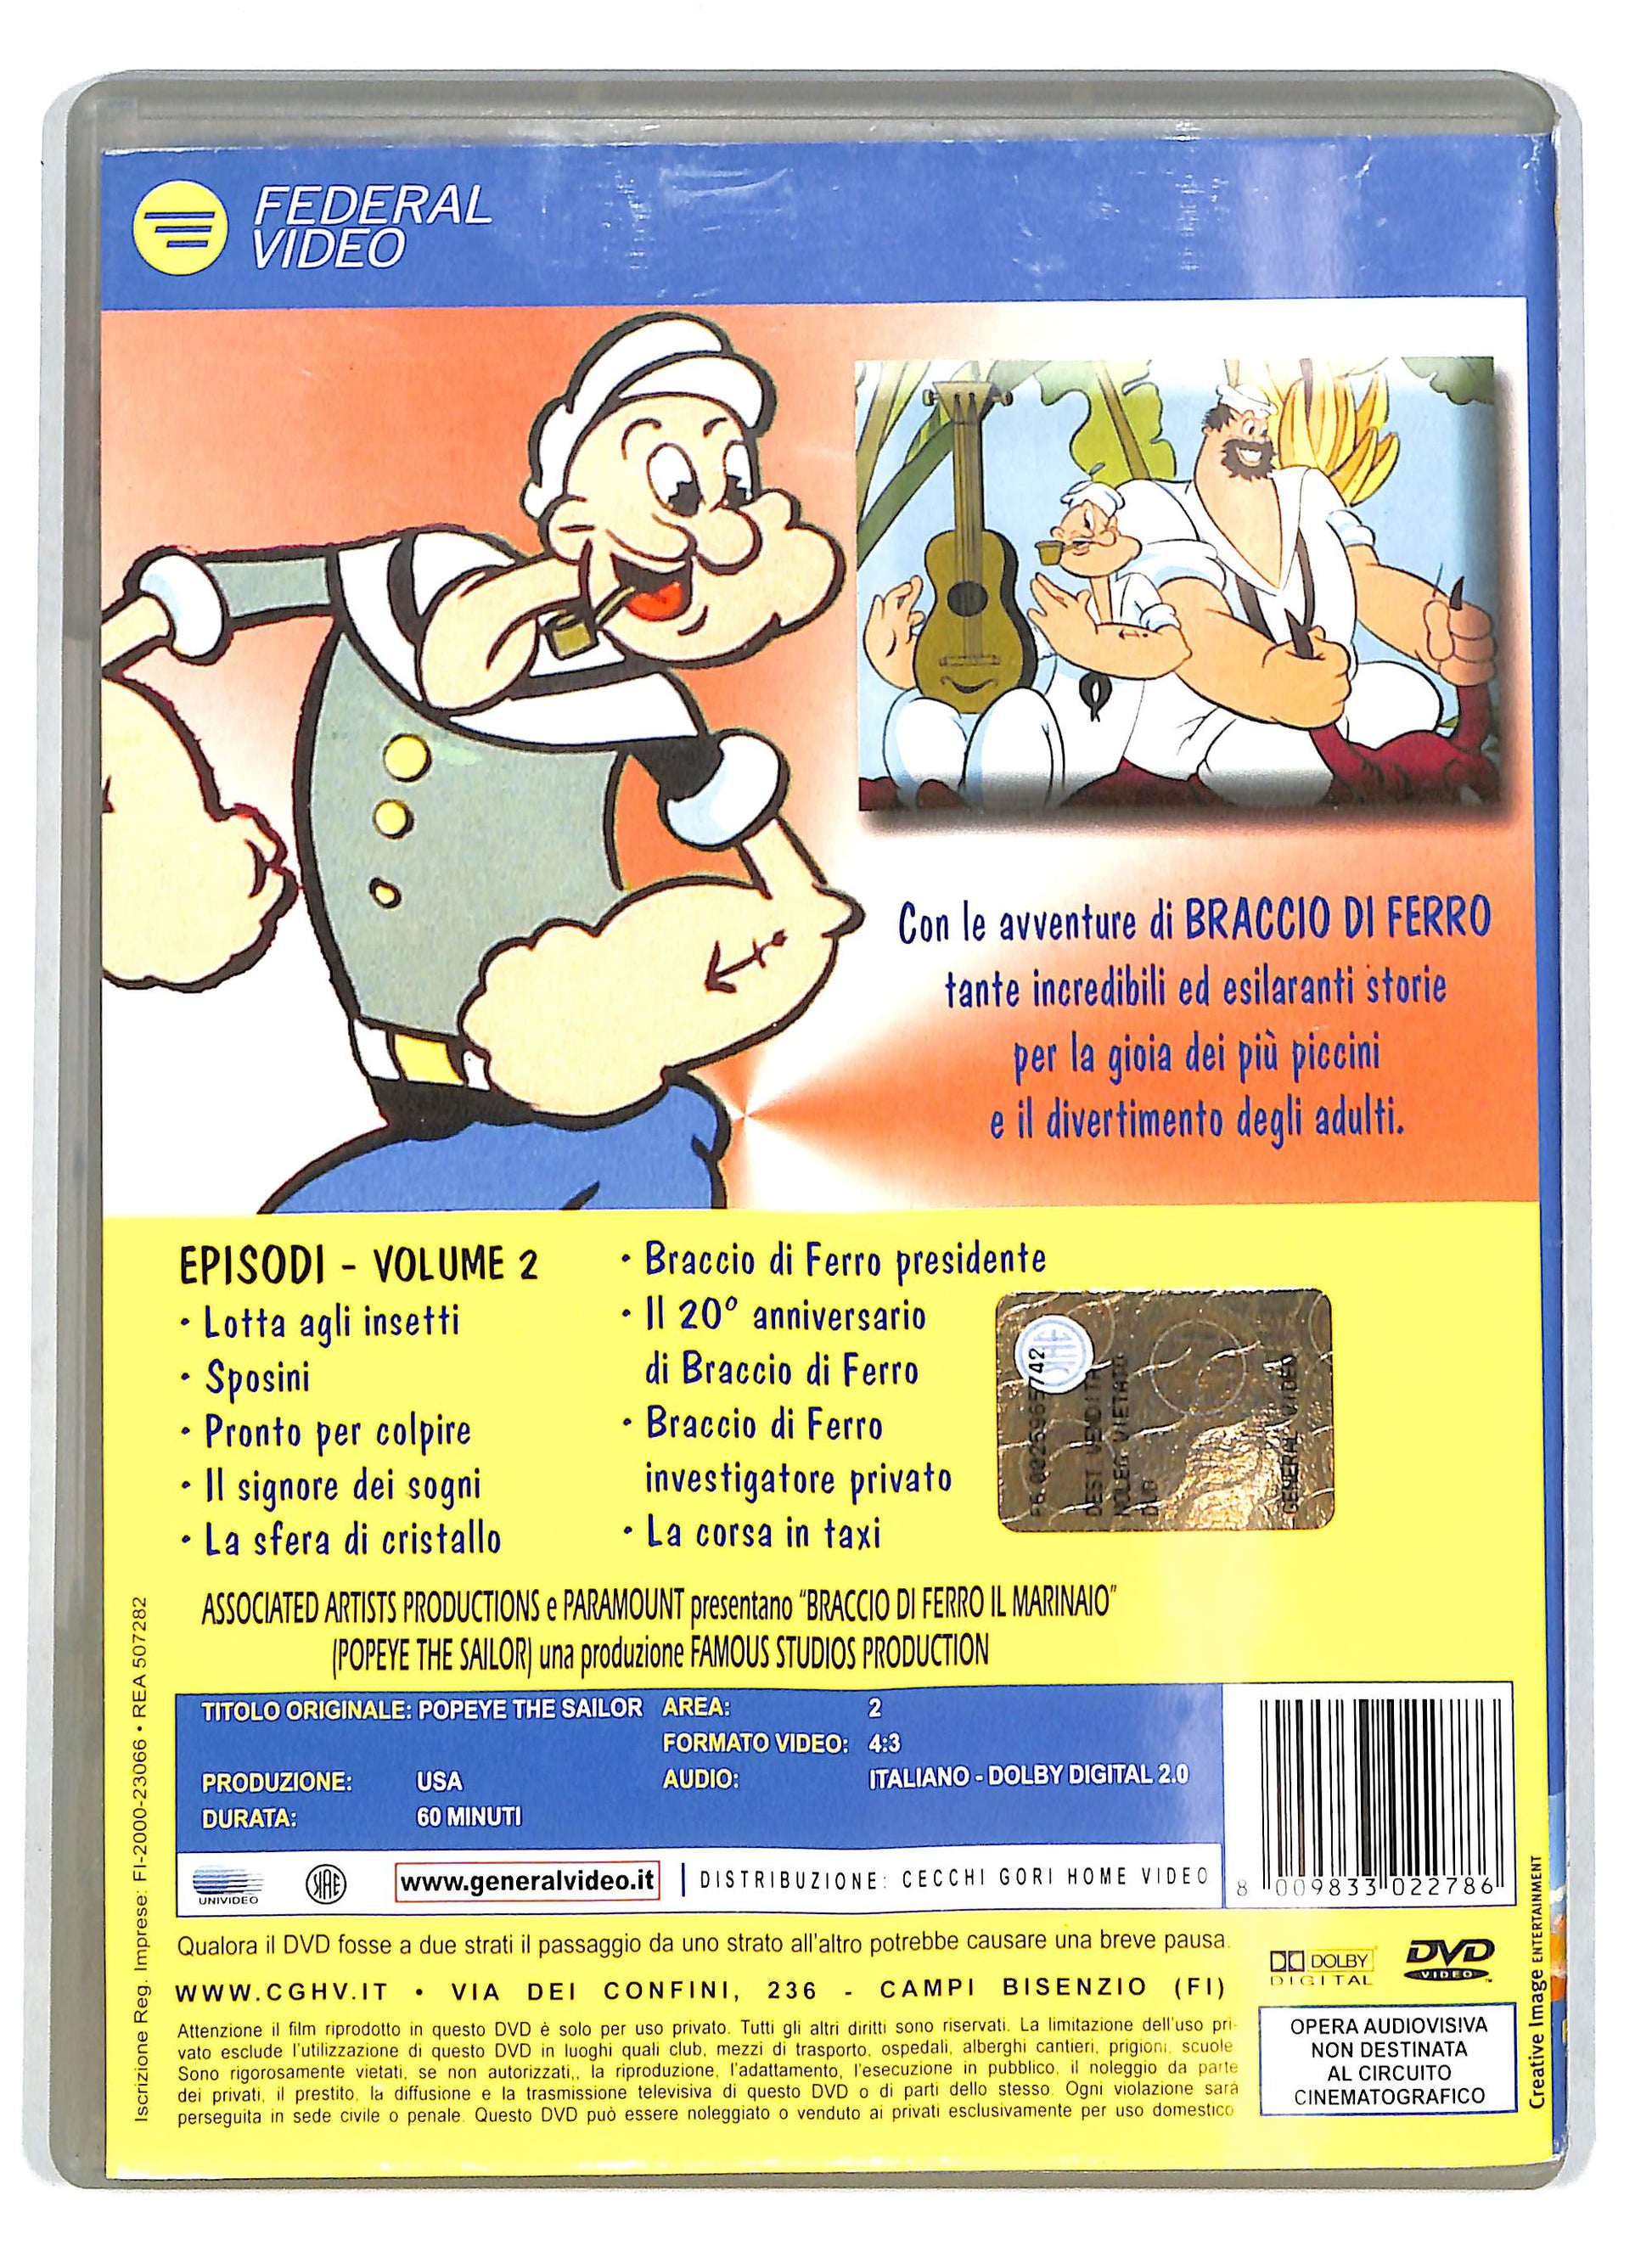 FEDERAL
VIDEO
Con le avventure di BRACCIO DI FERRO
tante incredibili ed esilaranti storie
per la gioia dei più piccini
e il divertimento degli adulti.
EPISODI - VOLUME 2
· Lotta agli insetti
· Sposini
· Pronto per colpire
· Il signore dei sogni
· La sfera di cristallo
· Braccio di Ferro presidente
· Il 20° anniversario
di Braccio di Ferro
· Braccio di Ferro
investigatore privato
· La corsa in taxi
DEST VENDITA
GENERAL VIDEO
ASSOCIATED ARTISTS PRODUCTIONS e PARAMOUNT presentano "BRACCIO DI FERRO IL MARINAIO"
(POPEYE THE SAILOR) una produzione FAMOUS STUDIOS PRODUCTION
TITOLO ORIGINALE: POPEYE THE SAILOR
PRODUZIONE: USA
DURATA: 60 MINUTI
AREA: 2
FORMATO VIDEO: 4:3
AUDIO: ITALIANO - DOLBY DIGITAL 2.0
UNIVIDEO
SIAE
www.generalvideo.it
DISTRIBUZIONE: CECCHI GORI HOME VIDEO
8 009833 022786
Qualora il DVD fosse a due strati il passaggio da uno strato all'altro potrebbe causare una breve pausa.
WWW.CGHV.IT • VIA DEI CONFINI, 236 - CAMPI BISENZIO (FI)
Attenzione il film riprodotto in questo DVD è solo per uso privato. Tutti gli altri diritti sono riservati. La limitazione dell'uso pri-
vato esclude l'utilizzazione di questo DVD in luoghi quali club, mezzi di trasporto, ospedali, alberghi cantieri, prigioni, scuole
Sono rigorosamente vietati, se non autorizzati,, la riproduzione, l'adattamento, l'esecuzione in pubblico, il noleggio da parte
dei privati, il prestito, la diffusione e la trasmissione televisiva di questo DVD o di parti dello stesso. Ogni violazione sarà
perseguita in sede civile o penale. Questo DVD può essere noleggiato o venduto ai privati esclusivamente per uso domestico
DOLBY
DIGITAL
DVD
VIDEO
OPERA AUDIOVISIVA
NON DESTINATA
AL CIRCUITO
CINEMATOGRAFICO
Iscrizione Reg. Imprese: FI-2000-23066 • REA 507282
Creative Image ENTERTAINMENT